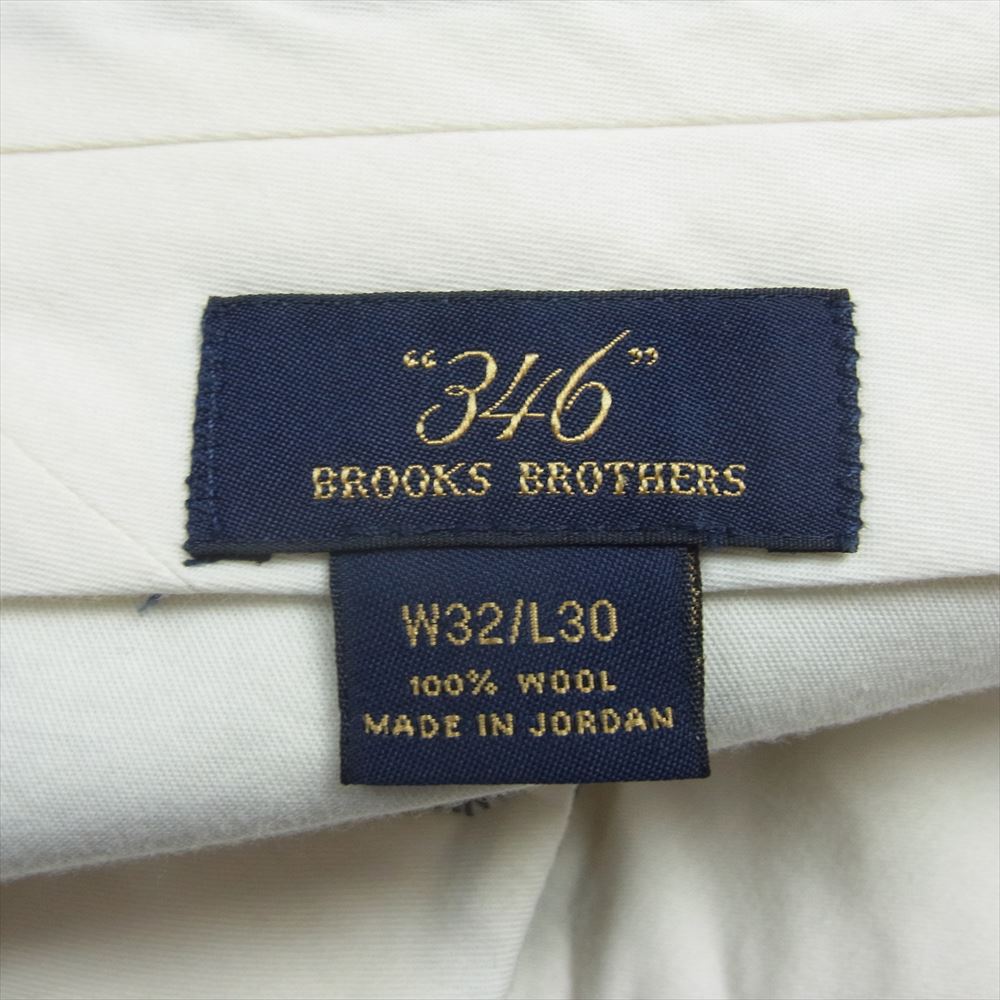 “346”
BROOKS BROTHERS
W32/L30
100% WOOL
MADE IN JORDAN